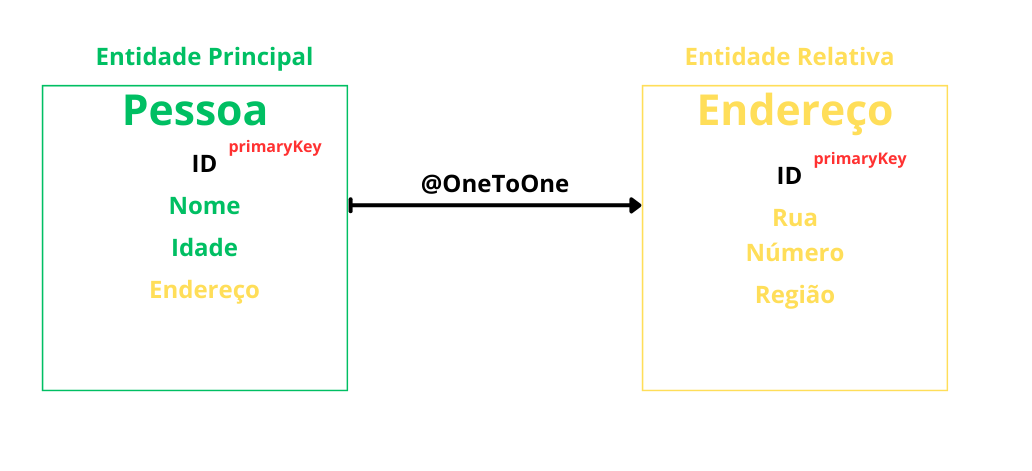 Entidade Principal
Pessoa
ID primaryKey
Nome
Idade
Endereço
@OneToOne
Entidade Relativa
Endereço
ID primaryKey
Rua
Número
Região